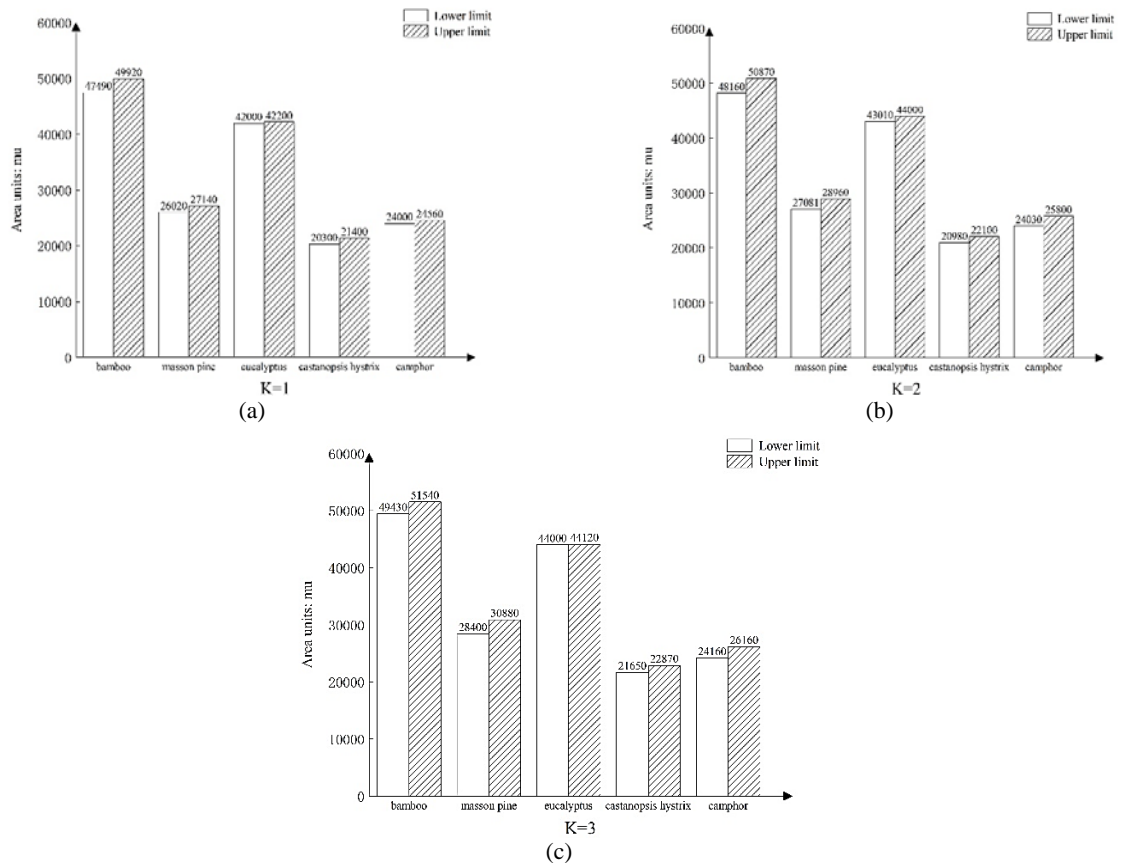 Lower limit
Upper limit
60000
50000
40000
30000
20000
10000
0
Area units: mu
47490 49920
26020 27140
42000 42200
20300 21400
24000 24560
bamboo masson pine eucalyptus castanopsis hystrix camphor
K=1
(a)
Lower limit
Upper limit
60000
50000
40000
30000
20000
10000
0
Area units: mu
48160 50870
27081 28960
43010 44000
20980 22100
24030 25800
bamboo masson pine eucalyptus castanopsis hystrix camphor
K=2
(b)
Lower limit
Upper limit
60000
50000
40000
30000
20000
10000
0
Area units: mu
49430 51540
28400 30880
44000 44120
21650 22870
24160 26160
bamboo masson pine eucalyptus castanopsis hystrix camphor
K=3
(c)